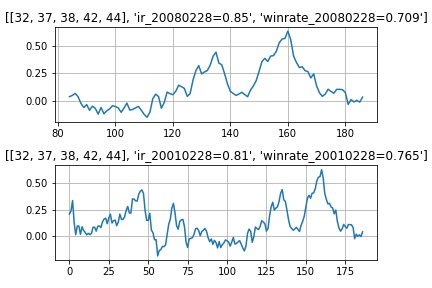 [[32, 37, 38, 42, 44], 'ir_20080228=0.85', 'winrate_20080228=0.709']
0.50
0.25
0.00
80 100 120 140 160 180
[[32, 37, 38, 42, 44], 'ir_20010228=0.81', 'winrate_20010228=0.765']
0.50
0.25
0.00
0 25 50 75 100 125 150 175